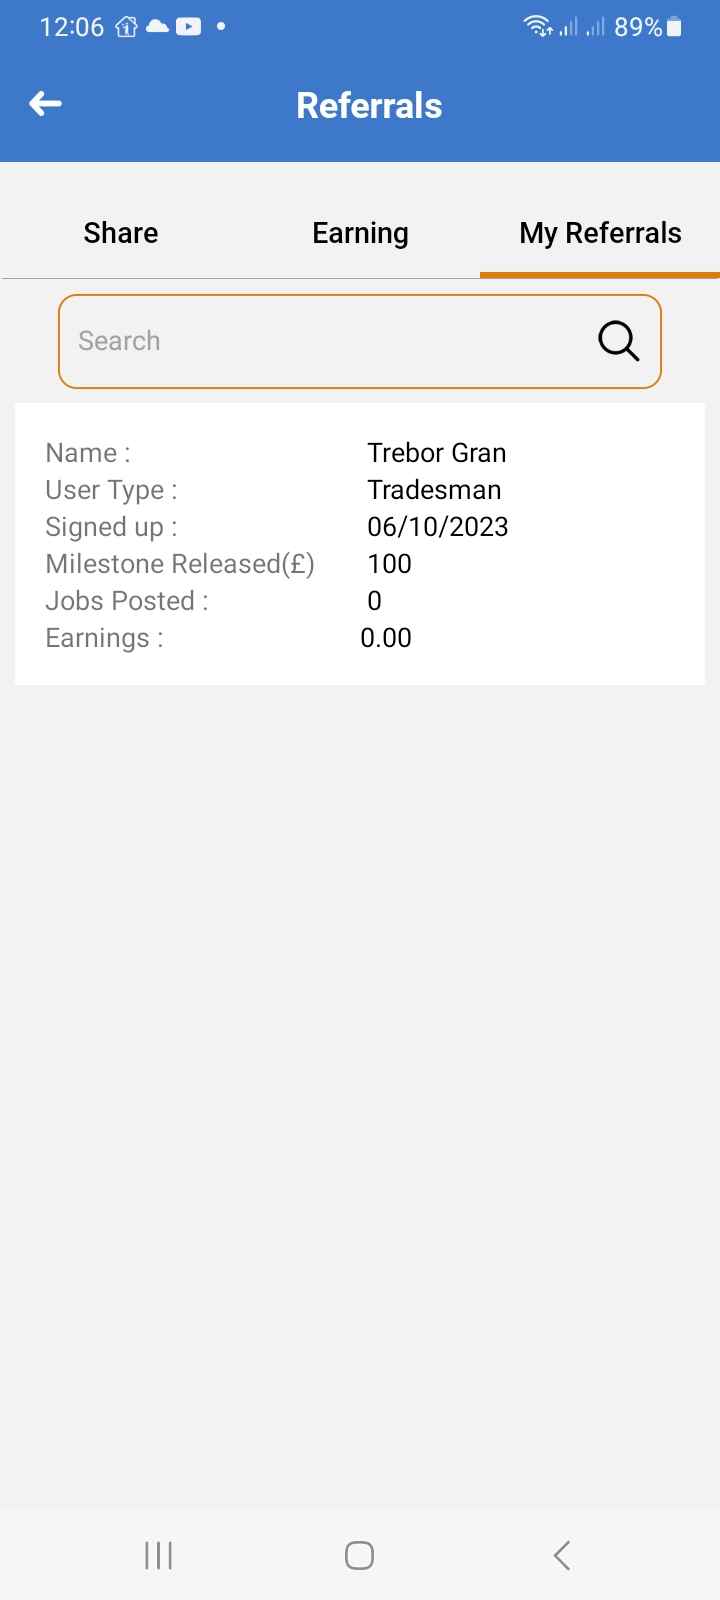 12:06 89%
Referrals
Share Earning My Referrals
Search
Name : Trebor Gran
User Type : Tradesman
Signed up : 06/10/2023
Milestone Released(£) 100
Jobs Posted : 0
Earnings : 0.00